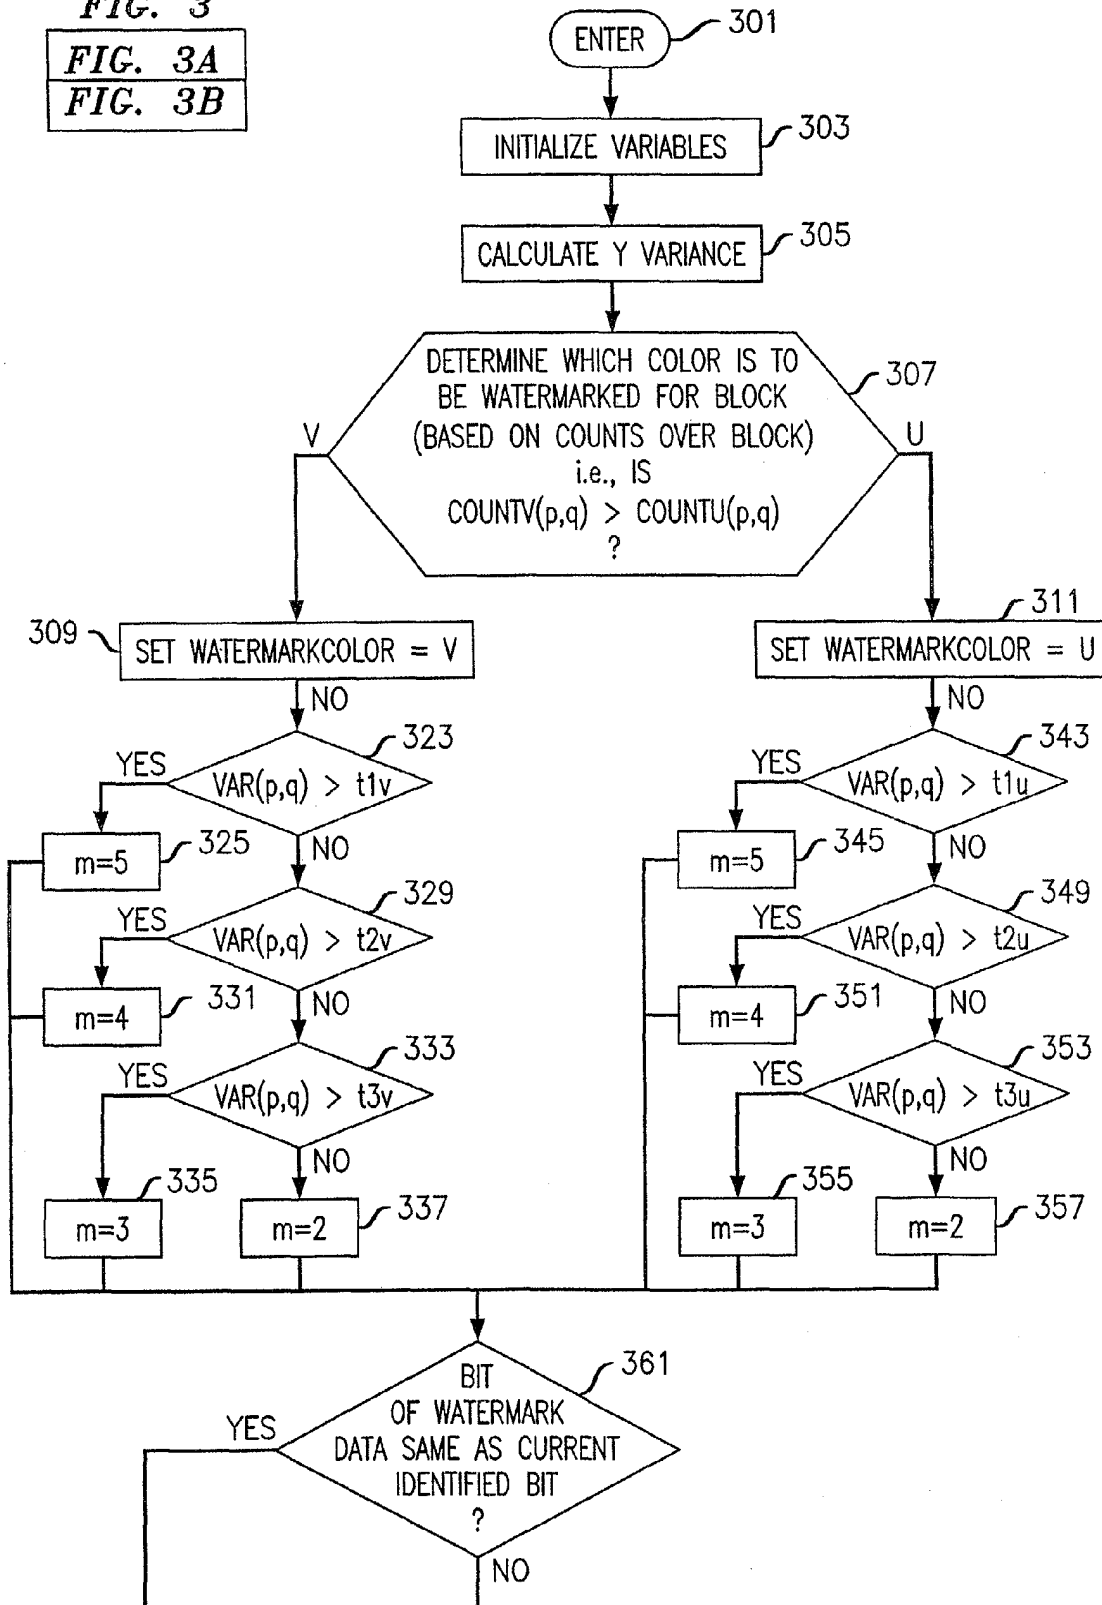 FIG. 3
FIG. 3A
FIG. 3B
ENTER
301
INITIALIZE VARIABLES
303
CALCULATE Y VARIANCE
305
DETERMINE WHICH COLOR IS TO
BE WATERMARKED FOR BLOCK
(BASED ON COUNTS OVER BLOCK)
i.e., IS
COUNTV(p,q) > COUNTU(p,q)
?
307
V
U
309
SET WATERMARKCOLOR = V
311
SET WATERMARKCOLOR = U
NO
NO
323
YES
VAR(p,q) > t1v
343
YES
VAR(p,q) > t1u
m=5
325
NO
m=5
345
NO
329
YES
VAR(p,q) > t2v
349
YES
VAR(p,q) > t2u
m=4
331
NO
m=4
351
NO
333
YES
VAR(p,q) > t3v
353
YES
VAR(p,q) > t3u
NO
NO
335
m=3
m=2
337
355
m=3
m=2
357
361
BIT
OF WATERMARK
DATA SAME AS CURRENT
IDENTIFIED BIT
?
YES
NO